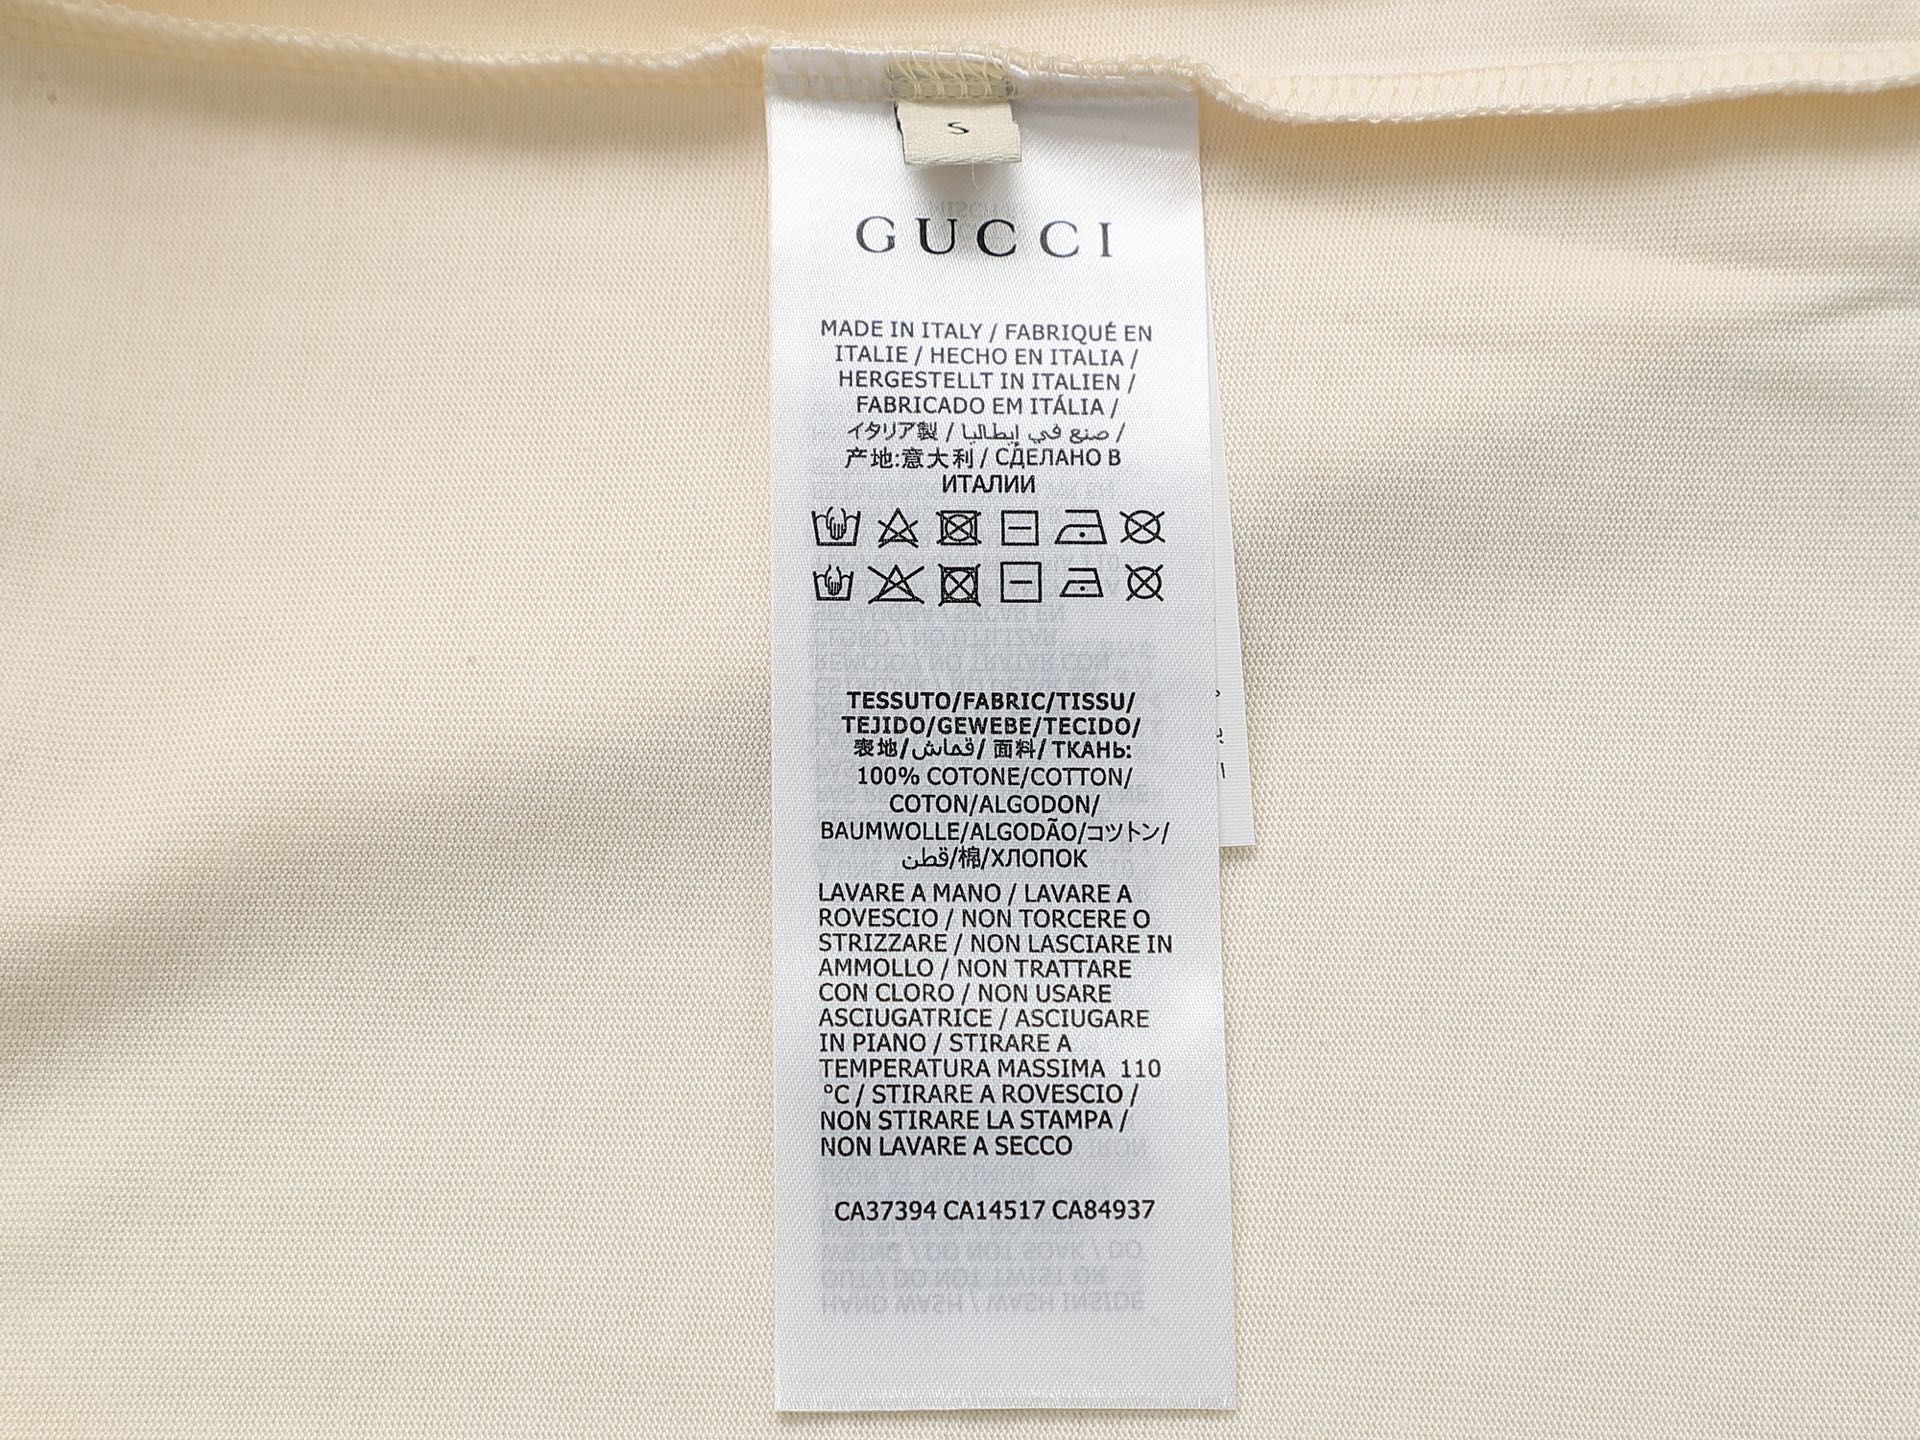 S
GUCCI
MADE IN ITALY / FABRIQUÉ EN
ITALIE / HECHO EN ITALIA /
HERGESTELLT IN ITALIEN /
FABRICADO EM ITÁLIA /
イタリア製 / صنع في إيطاليا /
产地:意大利 / СДЕЛАНО В
ИТАЛИИ
TESSUTO/FABRIC/TISSU/
TEJIDO/GEWEBE/TECIDO/
表地/قماش/ 面料/ ТКАНЬ:
100% COTONE/COTTON/
COTON/ALGODON/
BAUMWOLLE/ALGODÃO/コツトン/
قطن/棉/ХЛОПОК
LAVARE A MANO / LAVARE A
ROVESCIO / NON TORCERE O
STRIZZARE / NON LASCIARE IN
AMMOLLO / NON TRATTARE
CON CLORO / NON USARE
ASCIUGATRICE / ASCIUGARE
IN PIANO / STIRARE A
TEMPERATURA MASSIMA 110
°C / STIRARE A ROVESCIO /
NON STIRARE LA STAMPA /
NON LAVARE A SECCO
CA37394 CA14517 CA84937